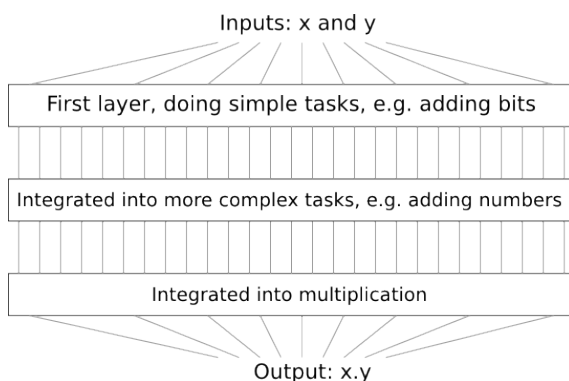 Inputs: x and y
First layer, doing simple tasks, e.g. adding bits
Integrated into more complex tasks, e.g. adding numbers
Integrated into multiplication
Output: x.y